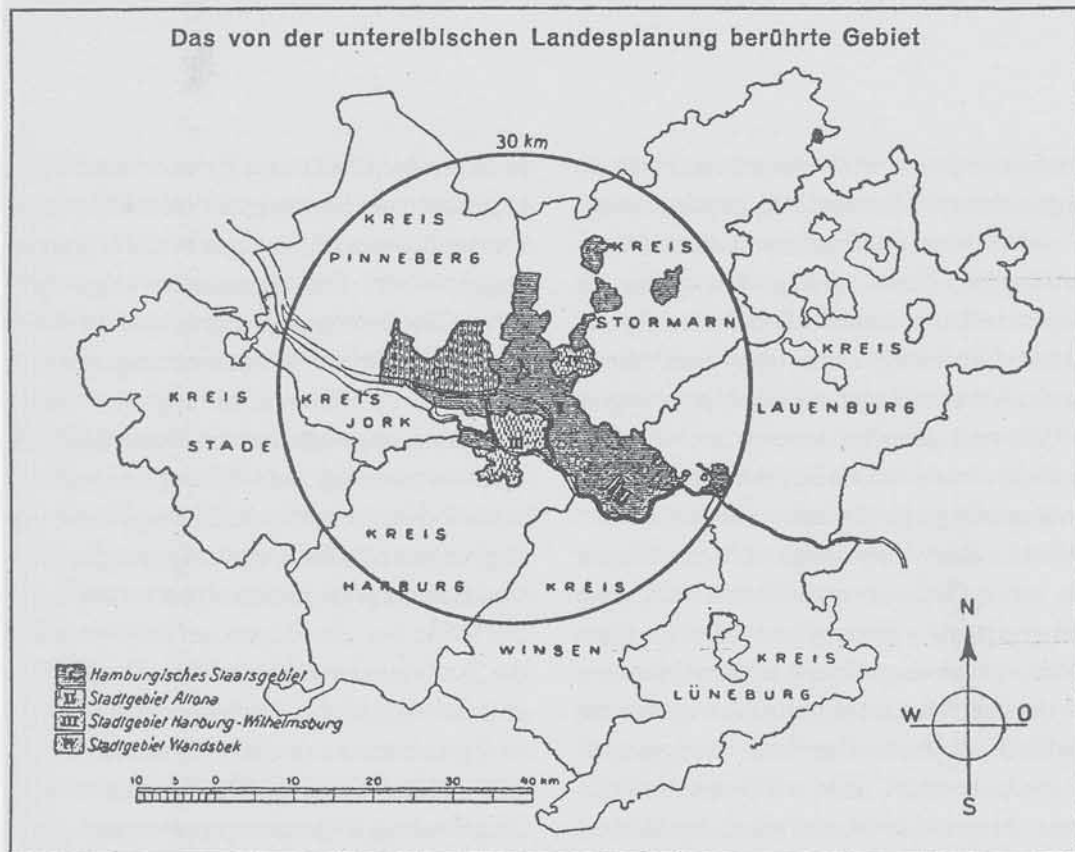 Das von der unterelbischen Landesplanung berührte Gebiet
30 km
KREIS
PINNEBERG
KREIS
STORMARN
KREIS
LAUENBURG
KREIS
STADE
KREIS
JORK
KREIS
HARBURG
KREIS
WINSEN
KREIS
LÜNEBURG
Hamburgisches Staatsgebiet
II Stadtgebiet Altona
III Stadtgebiet Harburg-Wilhelmsburg
IV Stadtgebiet Wandsbek
10 5 0 10 20 30 40 km
N
W O
S